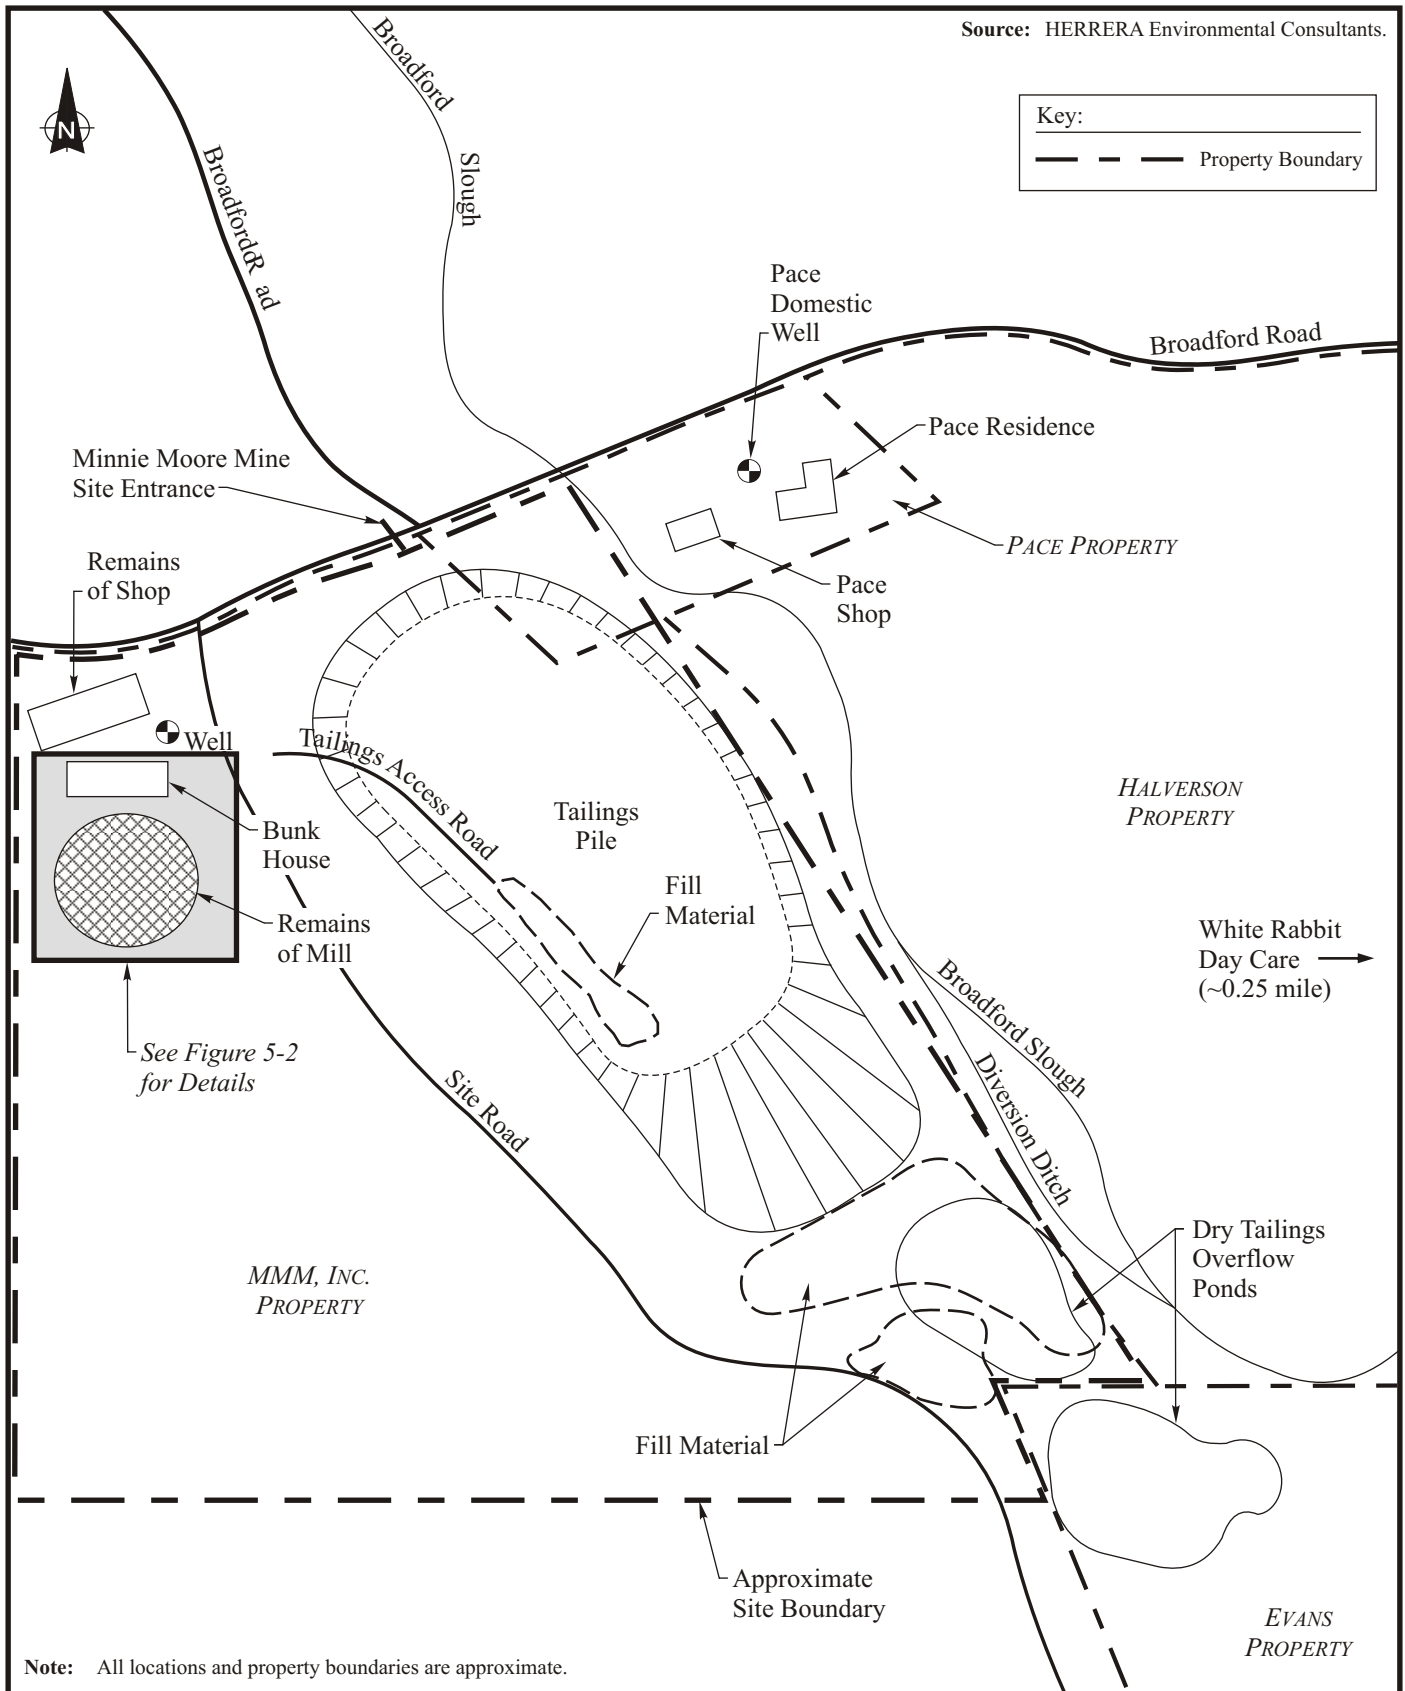 Source: HERRERA Environmental Consultants.
Broadford
Slough
N
Key:
Property Boundary
BroadforddR ad
Pace
Domestic
Well
Broadford Road
Pace Residence
Minnie Moore Mine
Site Entrance
PACE PROPERTY
Remains
of Shop
Pace
Shop
Well
Tailings Access Road
Tailings
Pile
HALVERSON
PROPERTY
Bunk
House
Fill
Material
Remains
of Mill
White Rabbit
Day Care
(~0.25 mile)
Broadford Slough
See Figure 5-2
for Details
Site Road
Diversion Ditch
Dry Tailings
Overflow
Ponds
MMM, INC.
PROPERTY
Fill Material
Approximate
Site Boundary
EVANS
PROPERTY
Note: All locations and property boundaries are approximate.